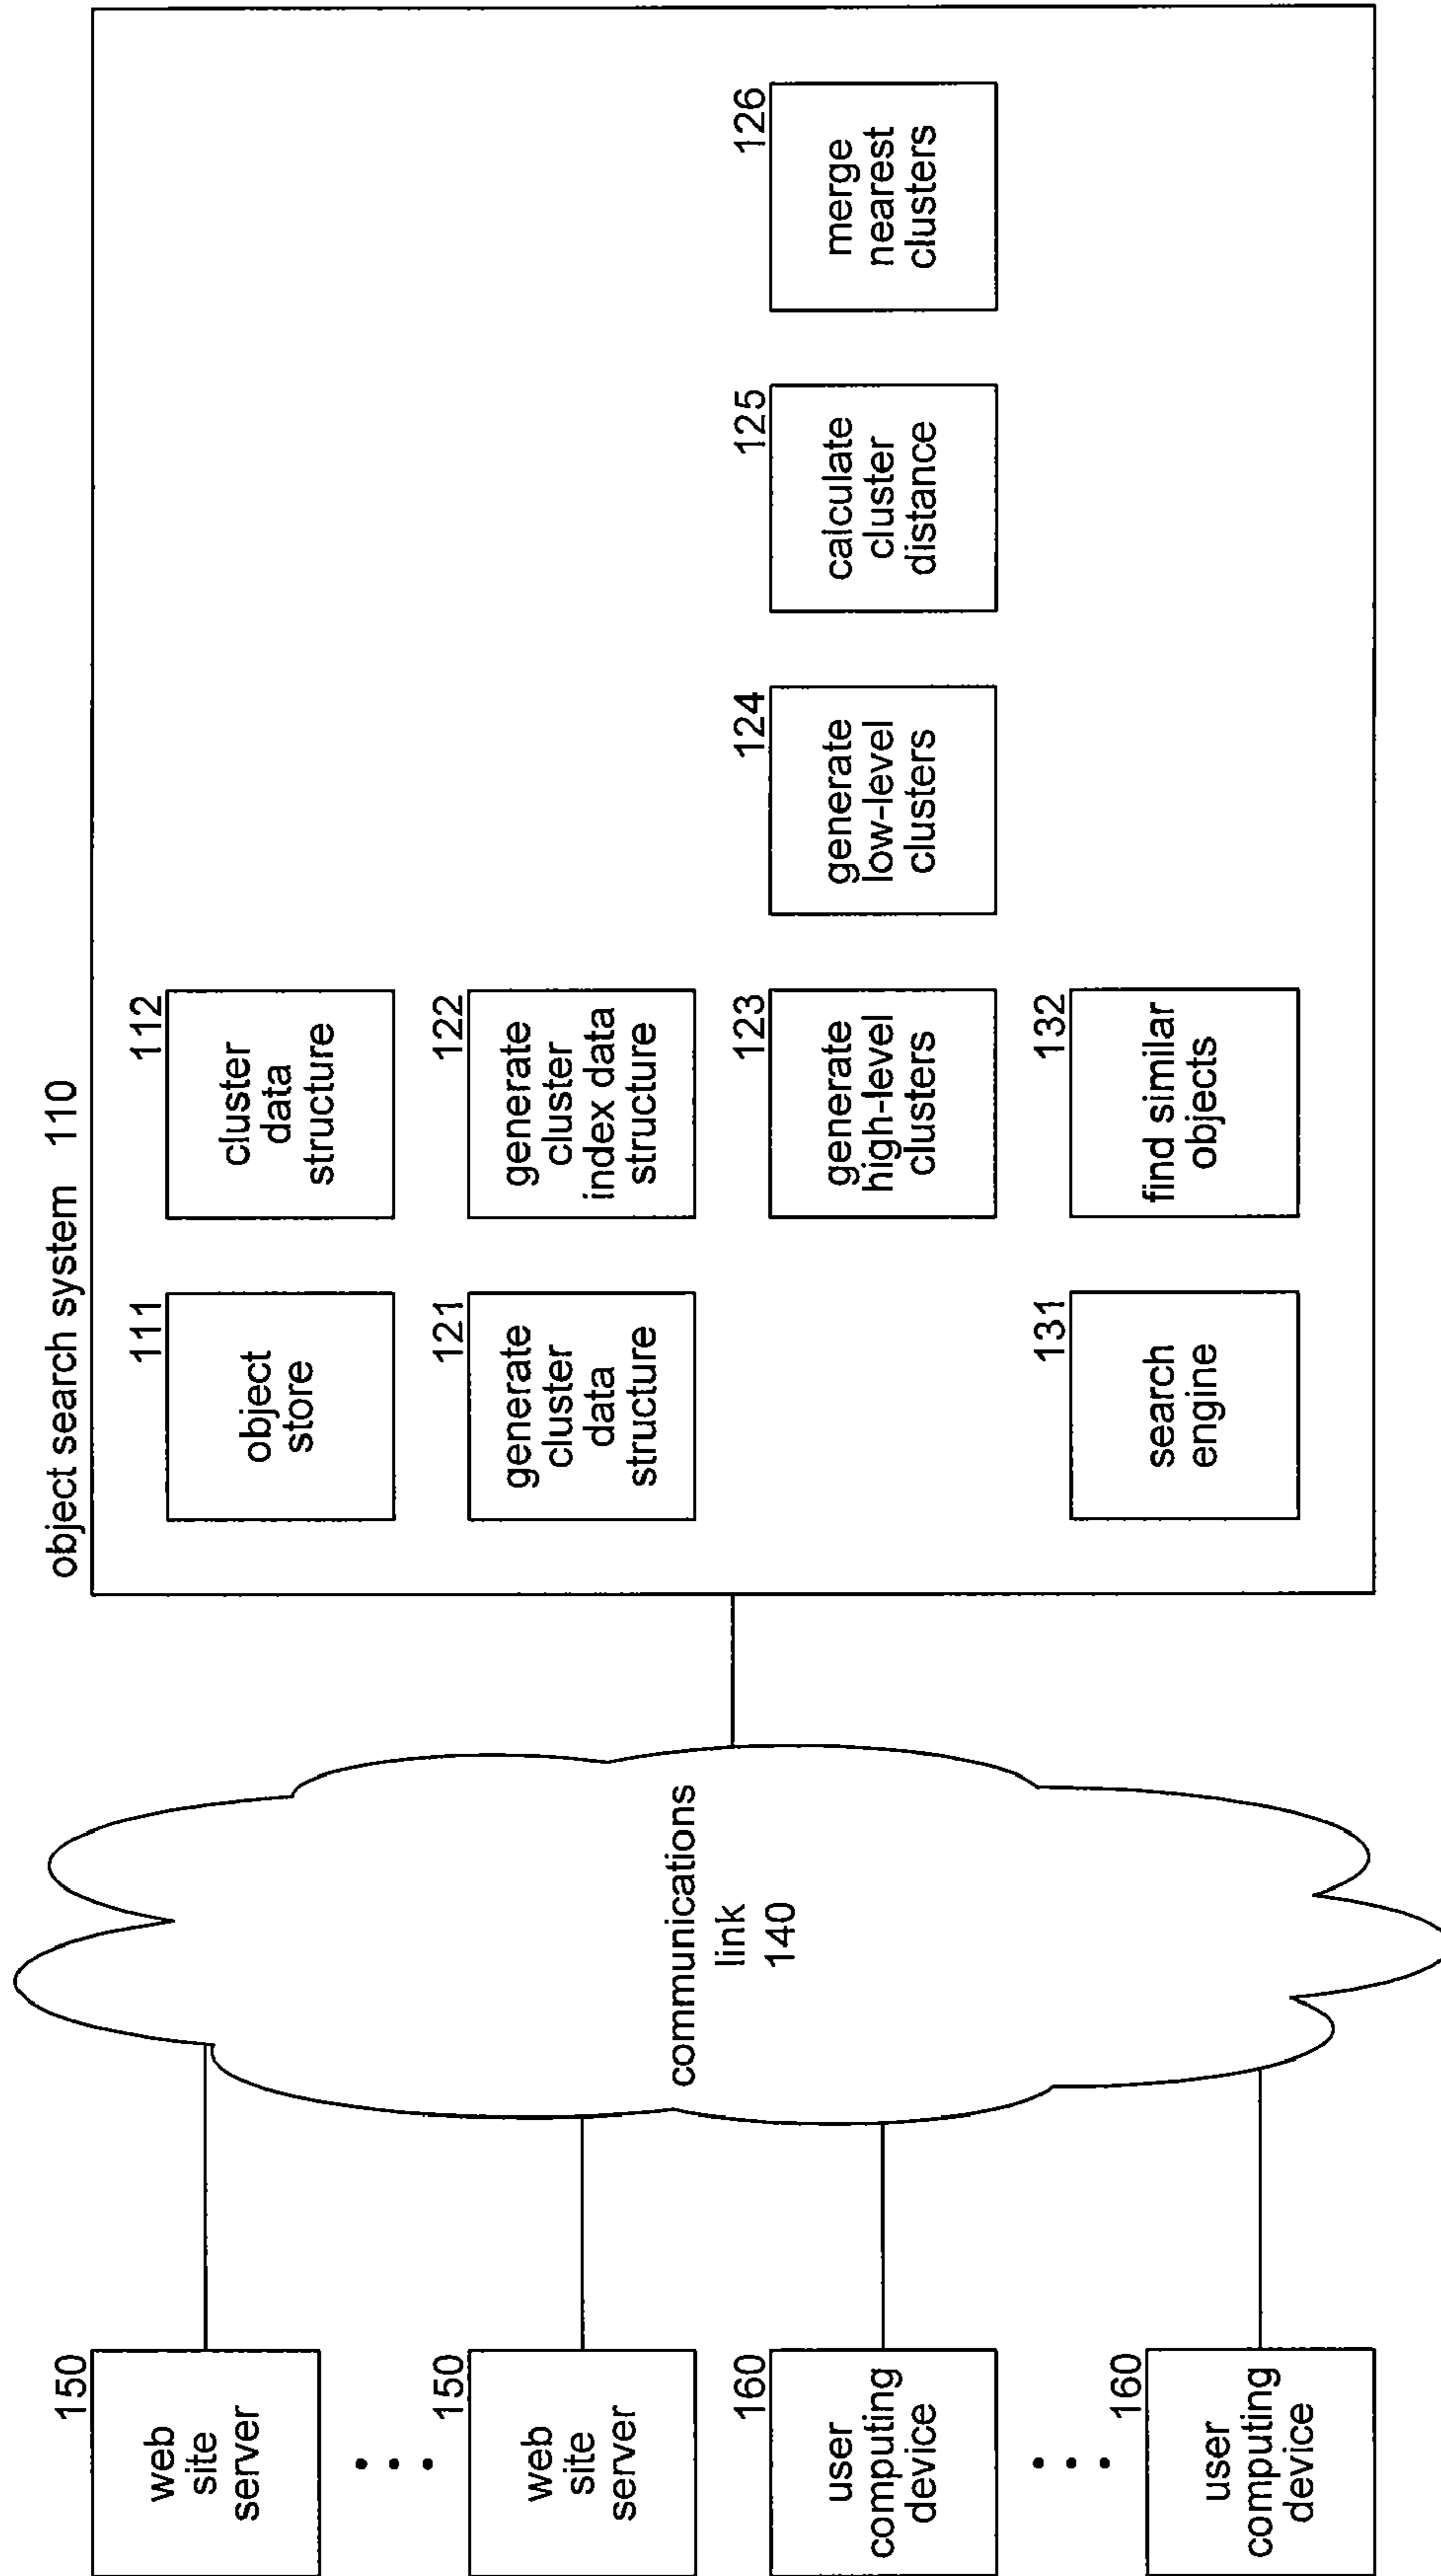 150
web
site
server
150
web
site
server
160
user
computing
device
160
user
computing
device
communications
link
140
object search system 110
111
object
store
112
cluster
data
structure
121
generate
cluster
data
structure
122
generate
cluster
index data
structure
123
generate
high-level
clusters
124
generate
low-level
clusters
125
calculate
cluster
distance
126
merge
nearest
clusters
131
search
engine
132
find similar
objects